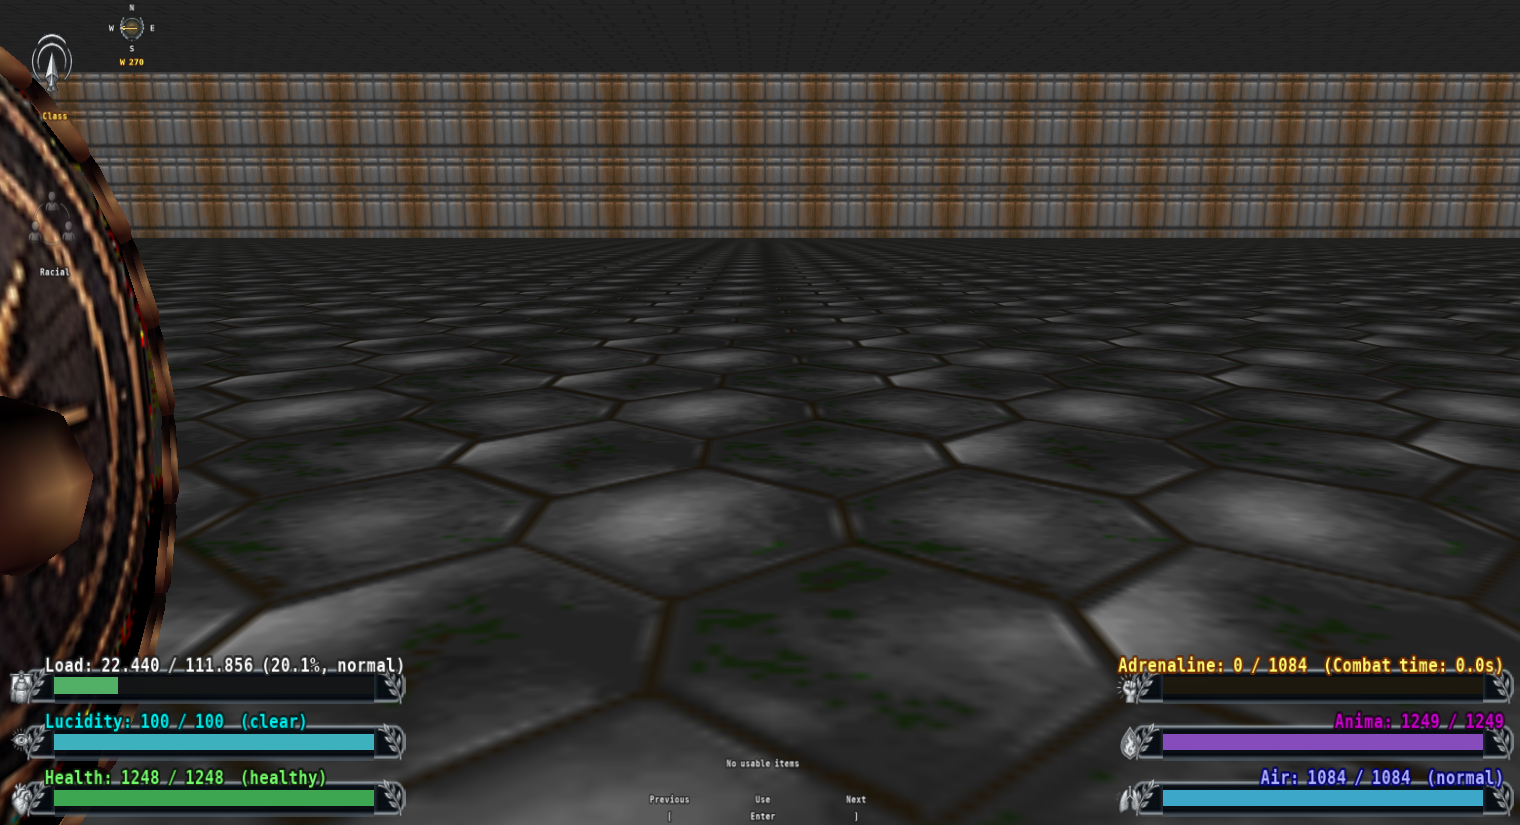 N
W E
S
W 270
Class
Racial
Load: 22.440 / 111.856 (20.1%, normal)
Lucidity: 100 / 100 (clear)
Health: 1248 / 1248 (healthy)
Adrenaline: 0 / 1084 (Combat time: 0.0s)
Anima: 1249 / 1249
Air: 1084 / 1084 (normal)
No usable items
Previous Use Next
[ Enter ]